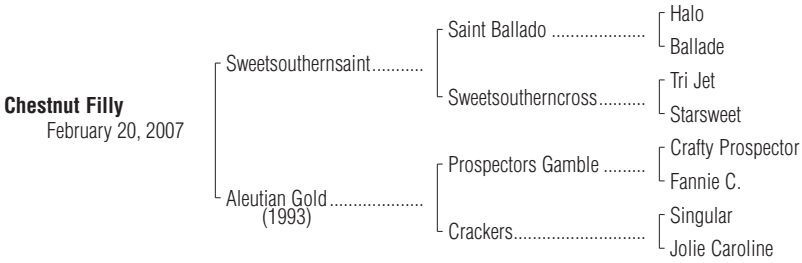 Halo
Saint Ballado ....................
Ballade
Sweetsouthernsaint...........
Tri Jet
Sweetsoutherncross..........
Starsweet
Chestnut Filly
February 20, 2007
Crafty Prospector
Prospectors Gamble .........
Fannie C.
Aleutian Gold....................
(1993)
Singular
Crackers............................
Jolie Caroline